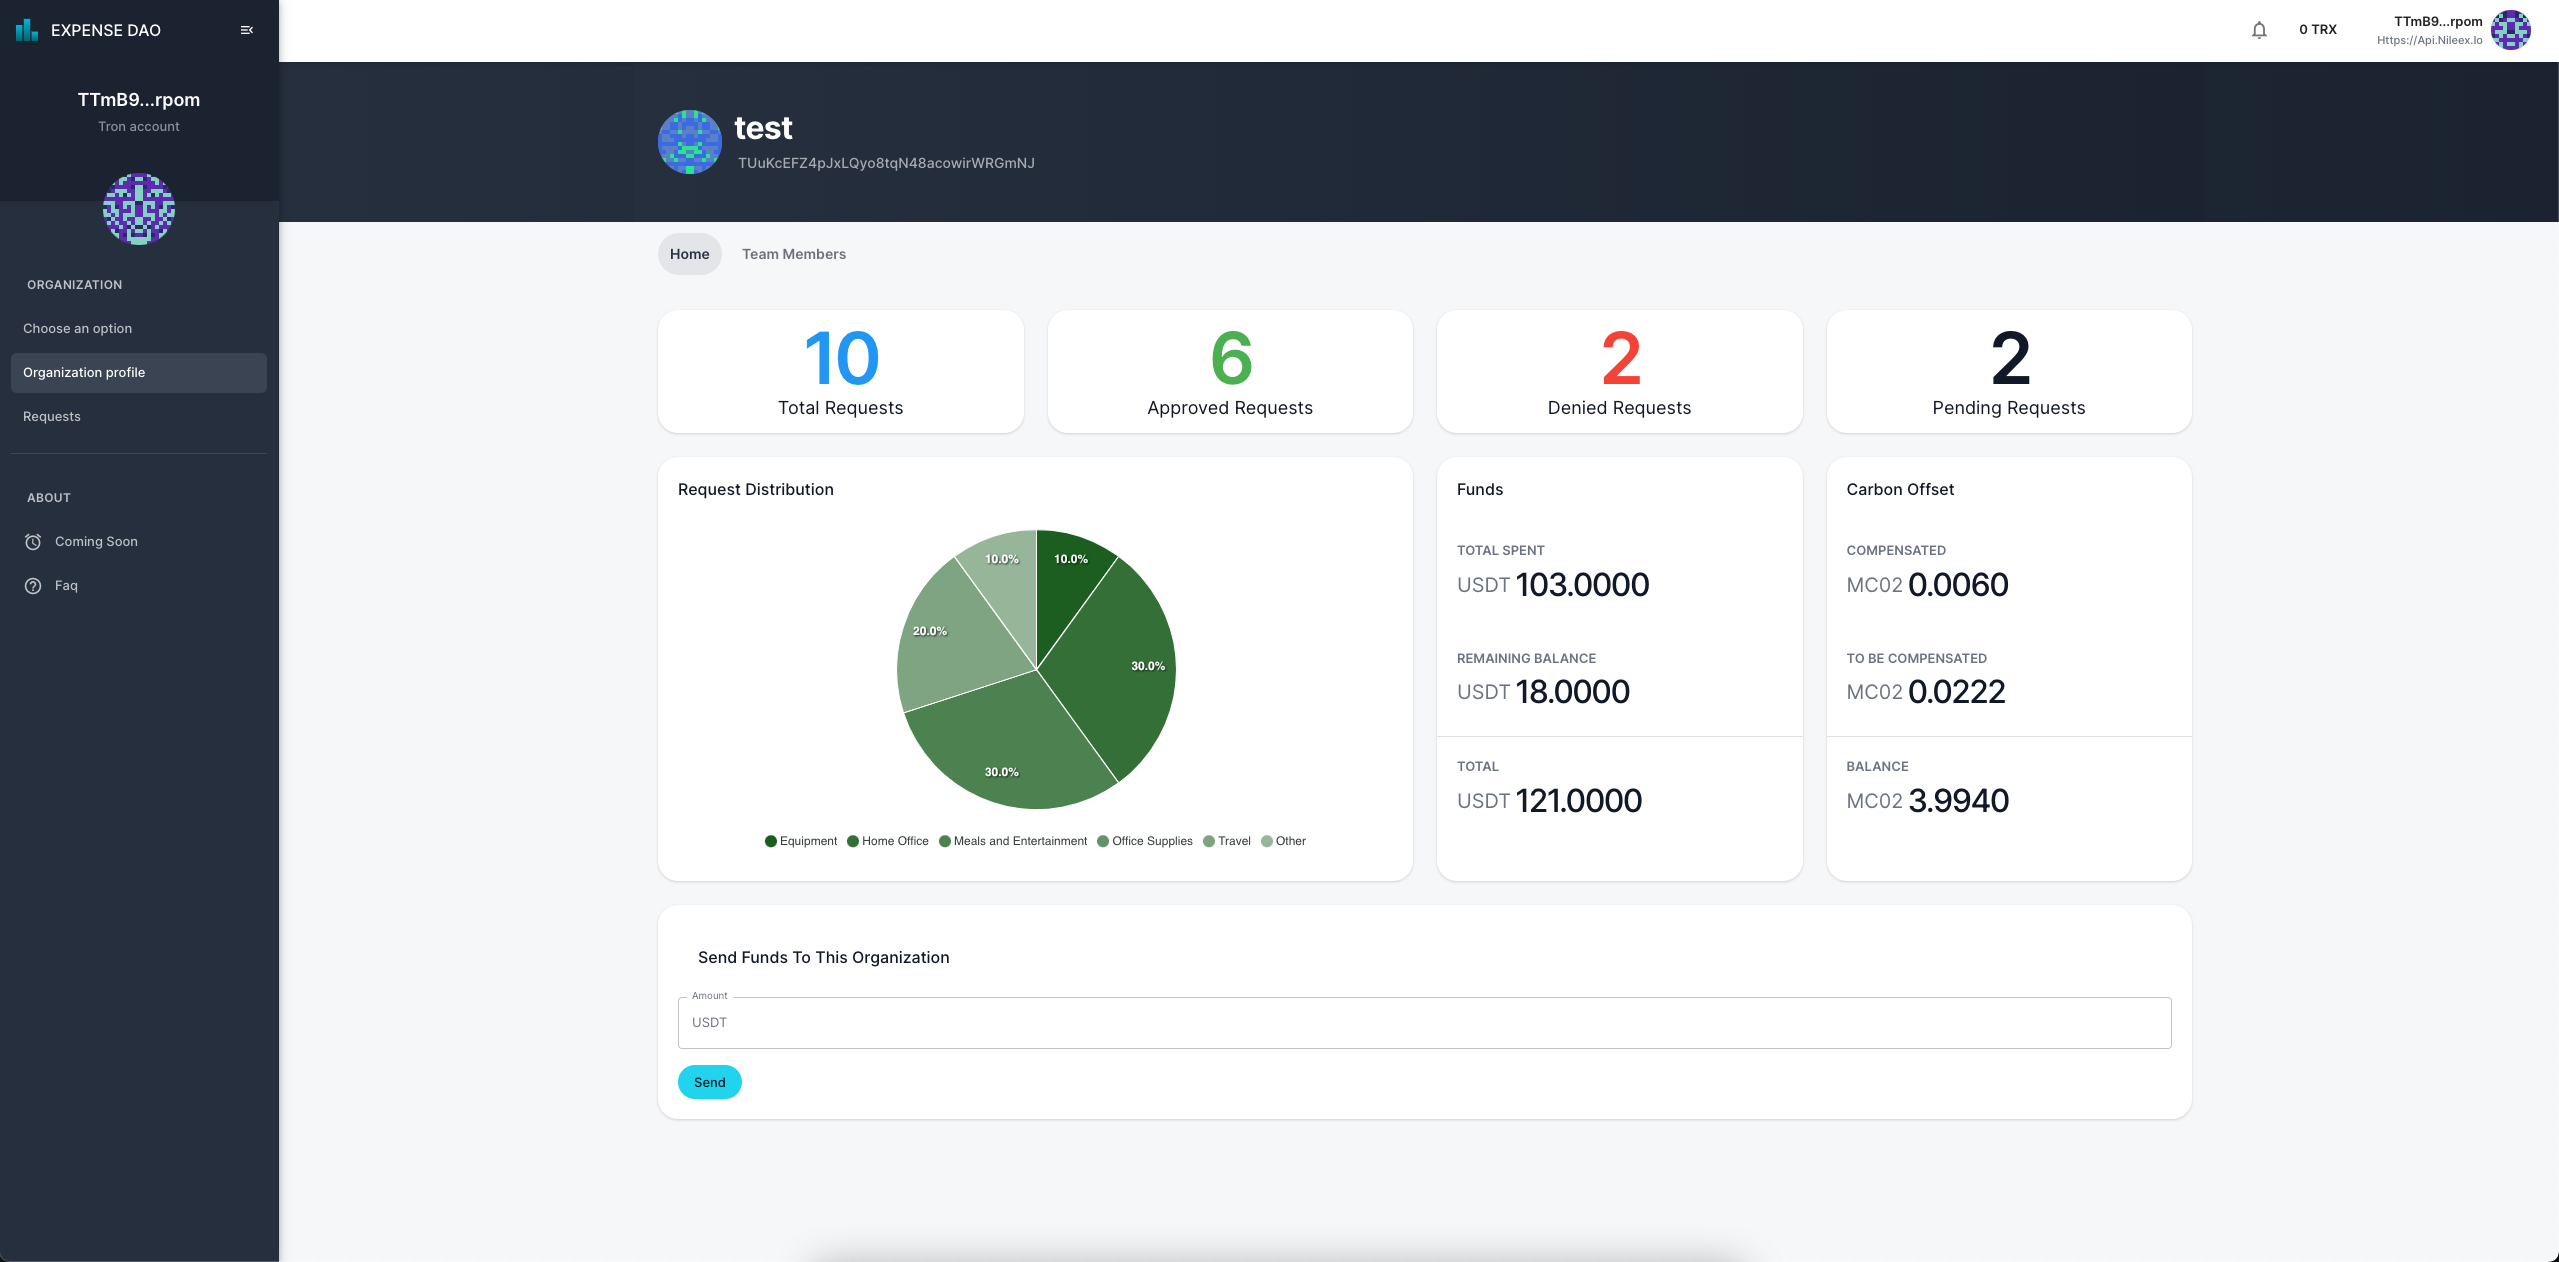 EXPENSE DAO
TTmB9...rpom
Tron account
ORGANIZATION
Choose an option
Organization profile
Requests
ABOUT
Coming Soon
Faq
0 TRX
TTmB9...rpom
Https://Api.Nileex.Io
test
TUuKcEFZ4pJxLQyo8tqN48acowirWRGmNJ
Home
Team Members
10
Total Requests
6
Approved Requests
2
Denied Requests
2
Pending Requests
Request Distribution
10.0%
10.0%
20.0%
30.0%
30.0%
Equipment Home Office Meals and Entertainment Office Supplies Travel Other
Funds
TOTAL SPENT
USDT 103.0000
REMAINING BALANCE
USDT 18.0000
TOTAL
USDT 121.0000
Carbon Offset
COMPENSATED
MC02 0.0060
TO BE COMPENSATED
MC02 0.0222
BALANCE
MC02 3.9940
Send Funds To This Organization
Amount
USDT
Send